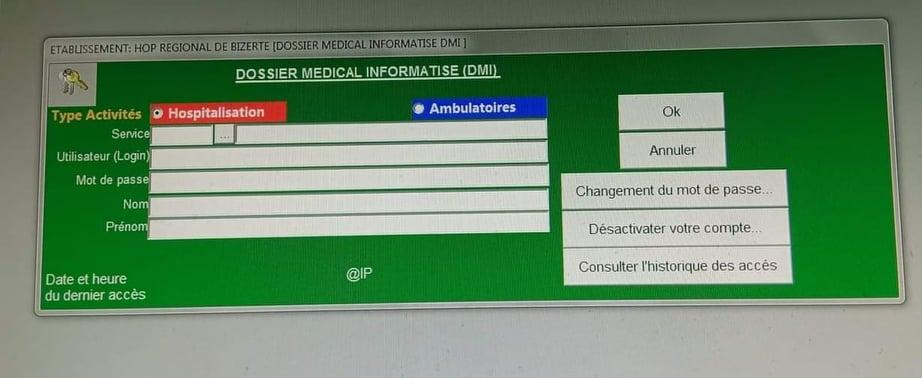 ETABLISSEMENT: HOP REGIONAL DE BIZERTE [DOSSIER MEDICAL INFORMATISE DMI ]
DOSSIER MEDICAL INFORMATISE (DMI)
Type Activités Hospitalisation Ambulatoires
Service ...
Utilisateur (Login)
Mot de passe
Nom
Prénom
Ok
Annuler
Changement du mot de passe...
Désactivater votre compte...
Consulter l'historique des accés
Date et heure
du dernier accès
@IP